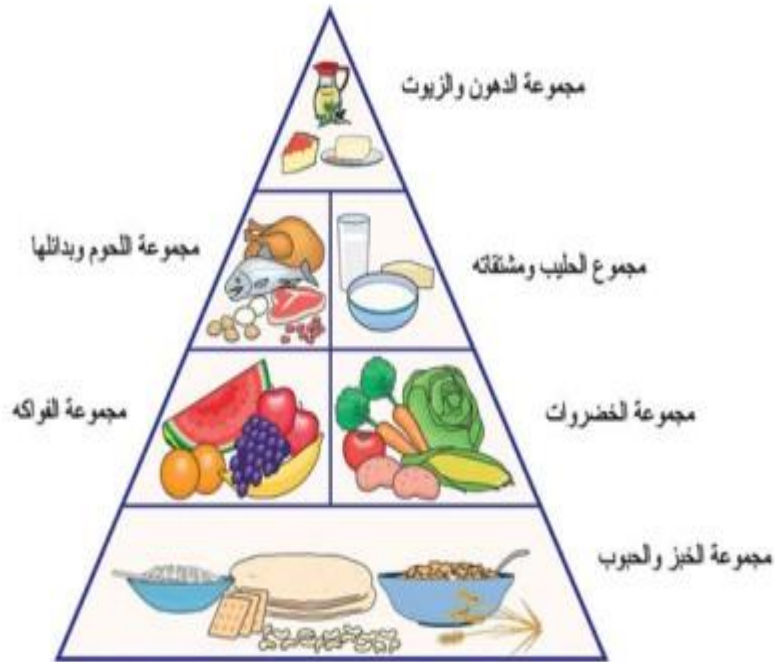 مجموعة الدهون والزيوت
مجموعة اللحوم وبدائلها
مجموع الحليب ومشتقاته
مجموعة الفواكه
مجموعة الخضروات
مجموعة الخبز والحبوب